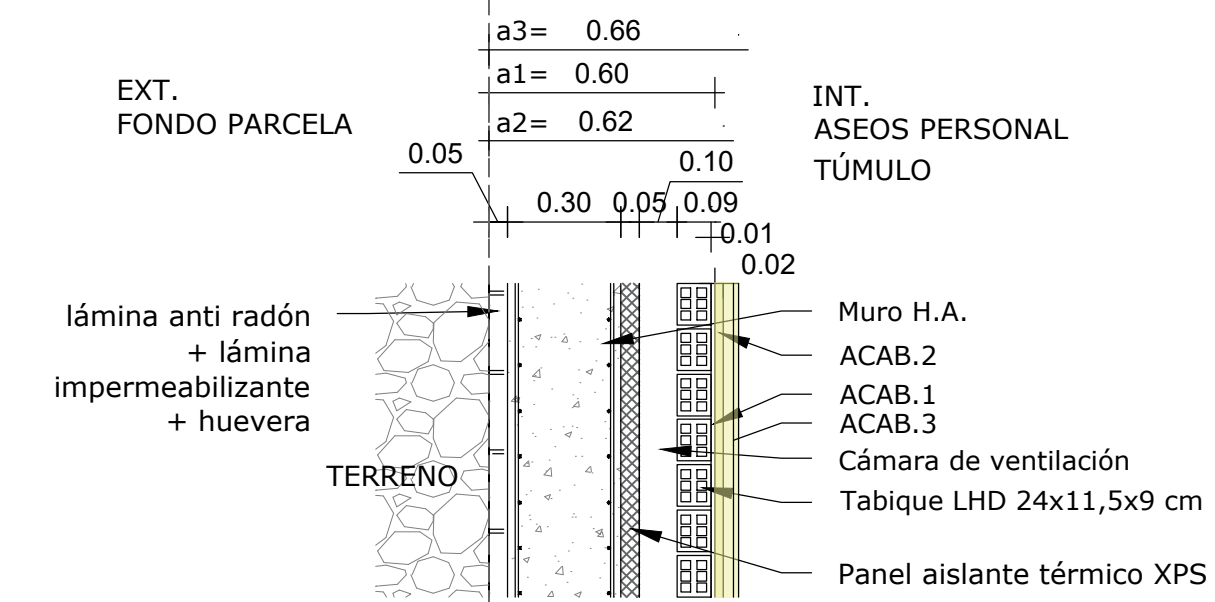 a3= 0.66
a1= 0.60
a2= 0.62
EXT.
FONDO PARCELA
INT.
ASEOS PERSONAL
TÚMULO
0.05
0.10
0.30 0.05 0.09
0.01
0.02
lámina anti radón
+ lámina
impermeabilizante
+ huevera
TERRENO
Muro H.A.
ACAB.2
ACAB.1
ACAB.3
Cámara de ventilación
Tabique LHD 24x11,5x9 cm
Panel aislante térmico XPS